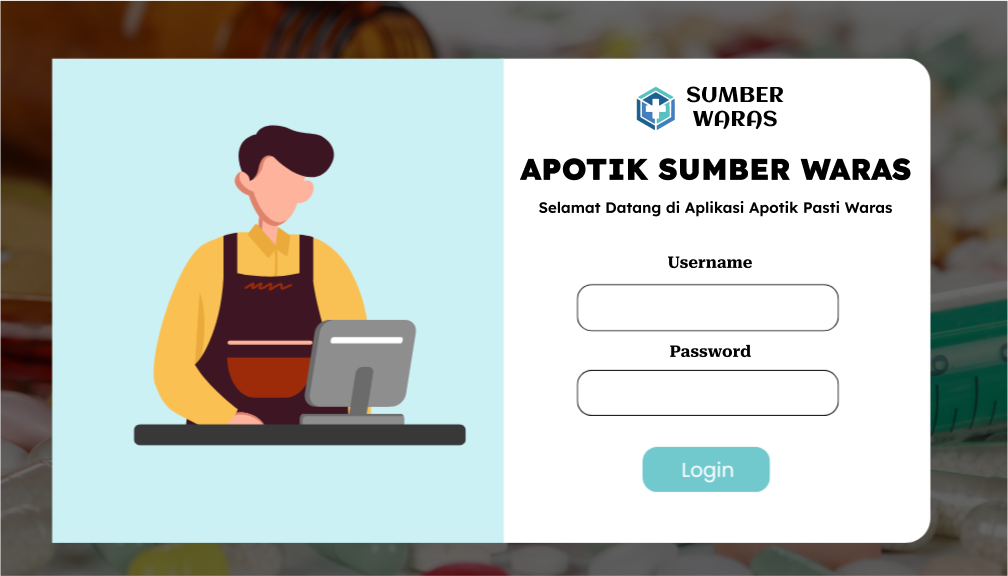 SUMBER
WARAS
APOTIK SUMBER WARAS
Selamat Datang di Aplikasi Apotik Pasti Waras
Username
Password
Login